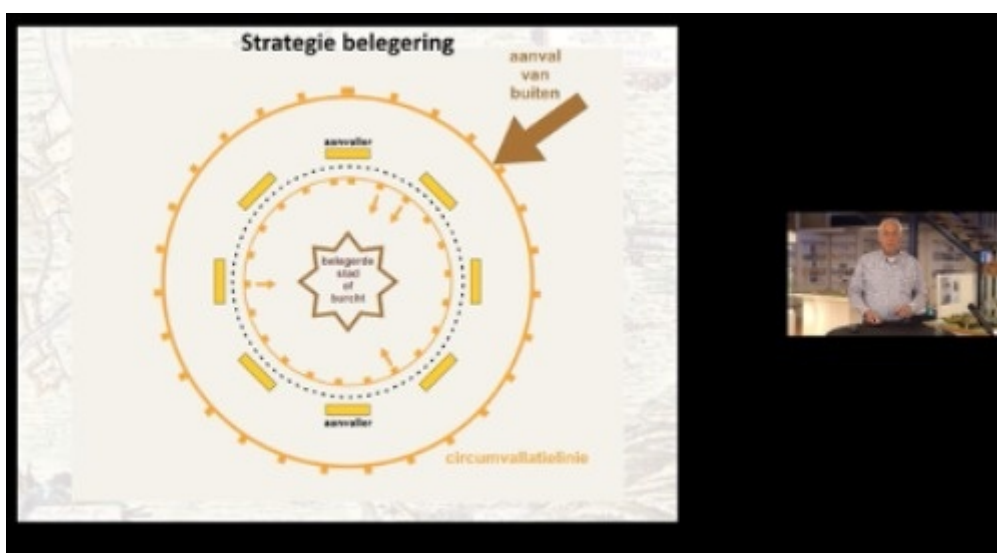 Strategie belegering
aanval
van
buiten
aanvaller
belegerde
stad
of
burcht
aanvaller
circumvallatielinie